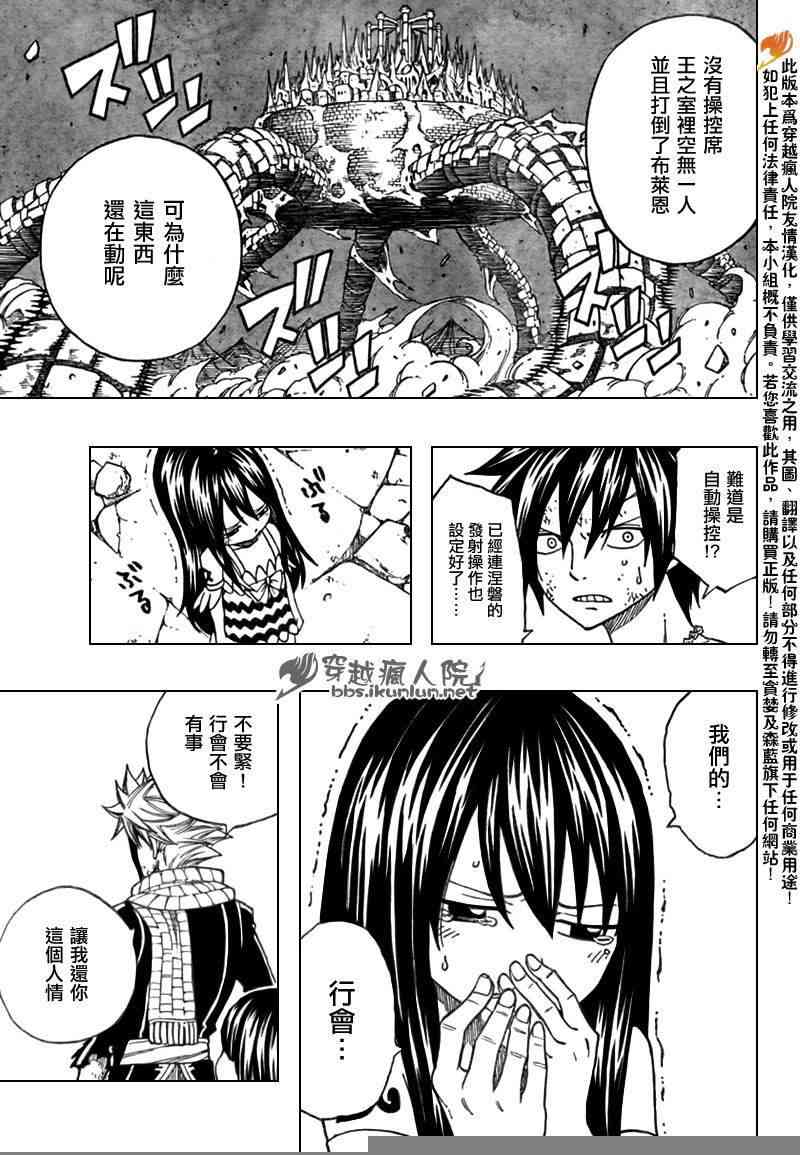 沒有操控席
王之室裡空無一人
並且打倒了布萊恩
可為什麼
這東西
還在動呢
ズズズ
ズズズ
難道是
自動操控!?
已經連涅磐的
發射操作也
設定好了……
ぶる
ぶる
我們的…
行會…
不要緊！
行會不會
有事
讓我還你
這個人情
穿越瘋人院
bbs.ikunlun.net
此版本爲穿越瘋人院友情漢化，僅供學習交流之用，其圖、翻譯以及任何部分不得進行修改或用于任何商業用途！
如犯上任何法律責任，本小組概不負責。若您喜歡此作品，請購買正版！請勿轉至貪婪及森藍旗下任何網站！